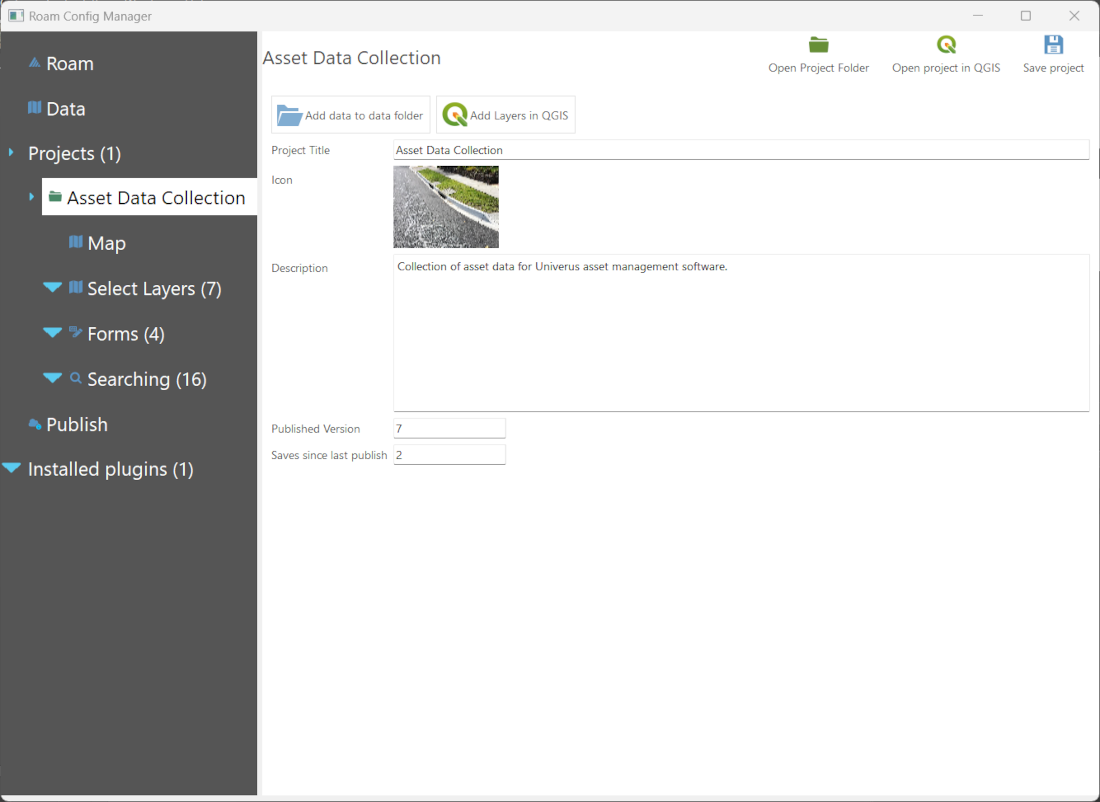 Roam Config Manager
Roam
Data
Projects (1)
Asset Data Collection
Map
Select Layers (7)
Forms (4)
Searching (16)
Publish
Installed plugins (1)
Asset Data Collection
Open Project Folder
Open project in QGIS
Save project
Add data to data folder
Add Layers in QGIS
Project Title Asset Data Collection
Icon
Description Collection of asset data for Univerus asset management software.
Published Version 7
Saves since last publish 2